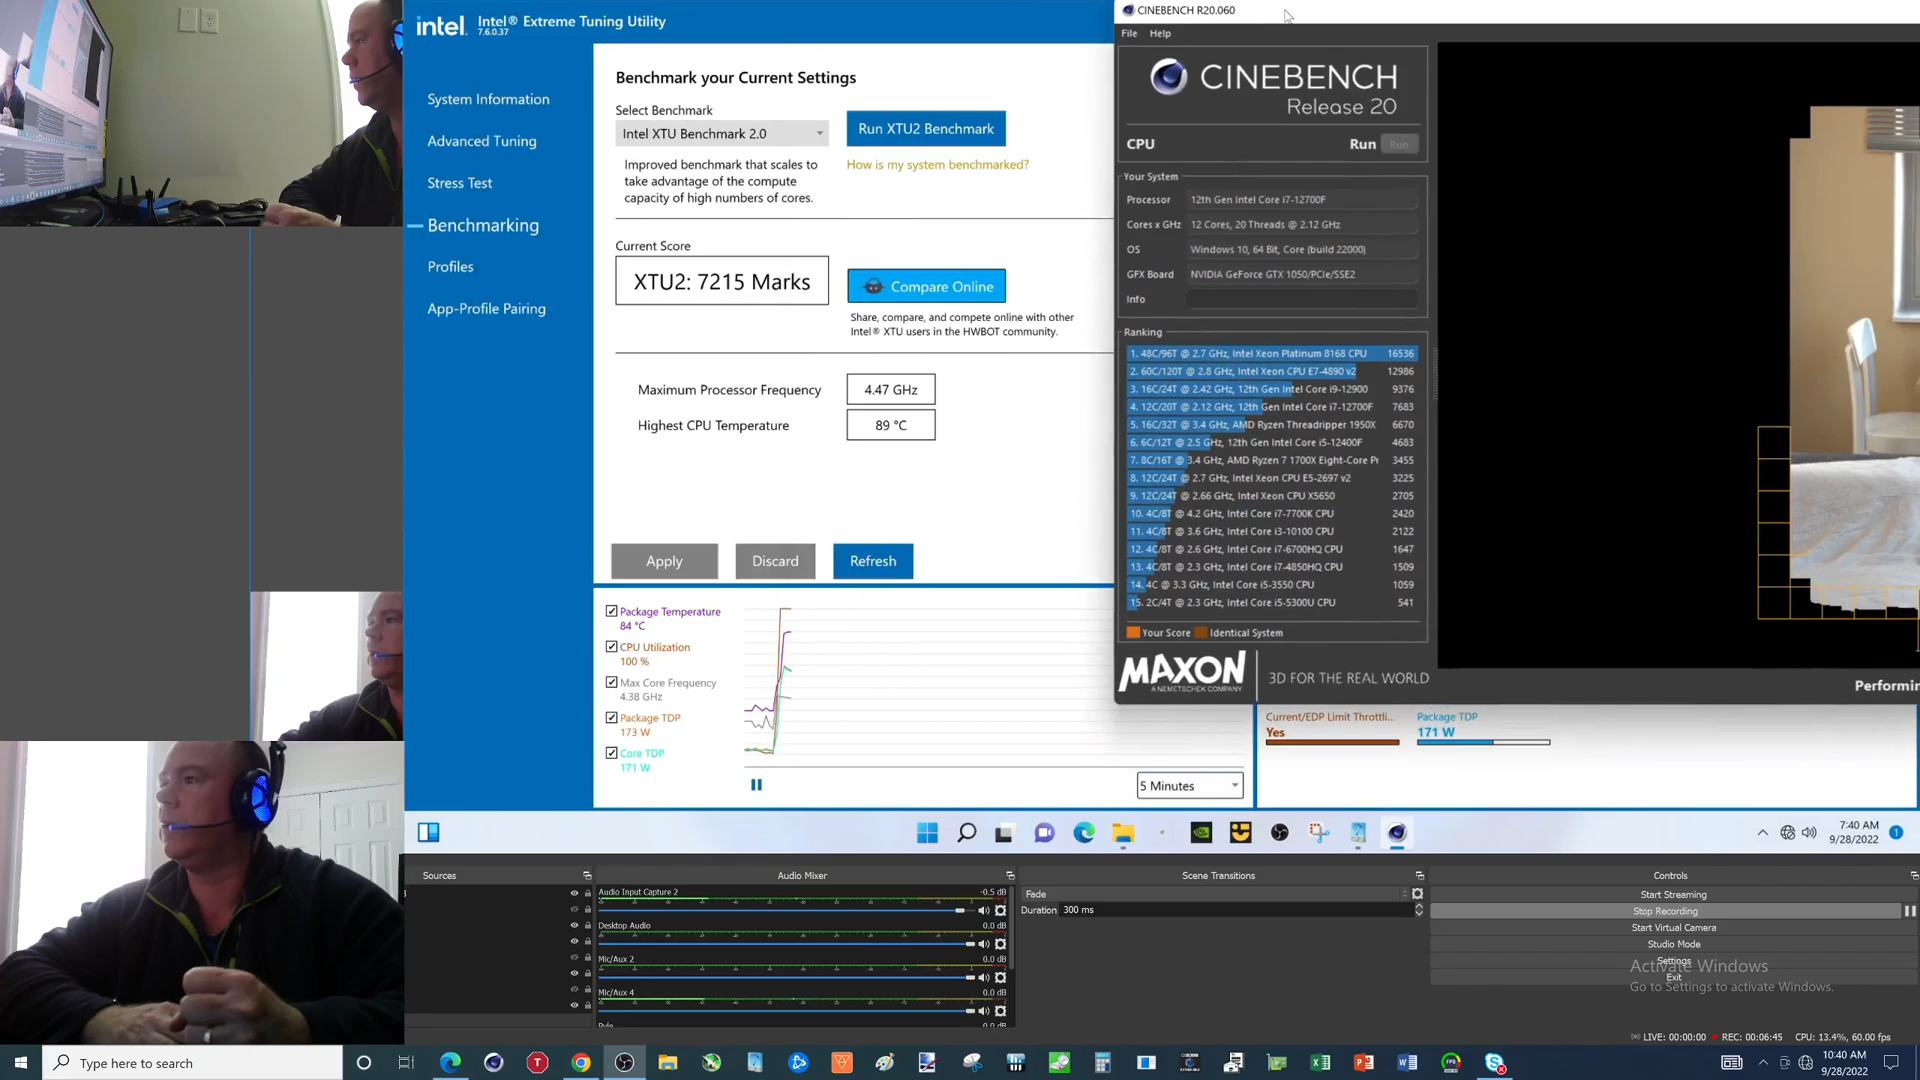 intel.
Intel® Extreme Tuning Utility
7.6.0.37
System Information
Advanced Tuning
Stress Test
Benchmarking
Profiles
App-Profile Pairing
Benchmark your Current Settings
Select Benchmark
Intel XTU Benchmark 2.0
Run XTU2 Benchmark
Improved benchmark that scales to
take advantage of the compute
capacity of high numbers of cores.
How is my system benchmarked?
Current Score
XTU2: 7215 Marks
Compare Online
Share, compare, and compete online with other
Intel® XTU users in the HWBOT community.
Maximum Processor Frequency 4.47 GHz
Highest CPU Temperature 89 °C
Apply Discard Refresh
Package Temperature
84 °C
CPU Utilization
100 %
Max Core Frequency
4.38 GHz
Package TDP
173 W
Core TDP
171 W
5 Minutes
CINEBENCH R20.060
File Help
CINEBENCH
Release 20
CPU Run Run
Your System
Processor 12th Gen Intel Core i7-12700F
Cores x GHz 12 Cores, 20 Threads @ 2.12 GHz
OS Windows 10, 64 Bit, Core (build 22000)
GFX Board NVIDIA GeForce GTX 1050/PCIe/SSE2
Info
Ranking
1. 48C/96T @ 2.7 GHz, Intel Xeon Platinum 8168 CPU 16536
2. 60C/120T @ 2.8 GHz, Intel Xeon CPU E7-4890 v2 12986
3. 16C/24T @ 2.42 GHz, 12th Gen Intel Core i9-12900 9376
4. 12C/20T @ 2.12 GHz, 12th Gen Intel Core i7-12700F 7683
5. 16C/32T @ 3.4 GHz, AMD Ryzen Threadripper 1950X 6670
6. 6C/12T @ 2.5 GHz, 12th Gen Intel Core i5-12400F 4683
7. 8C/16T @ 3.4 GHz, AMD Ryzen 7 1700X Eight-Core Pr 3455
8. 12C/24T @ 2.7 GHz, Intel Xeon CPU E5-2697 v2 3225
9. 12C/24T @ 2.66 GHz, Intel Xeon CPU X5650 2705
10. 4C/8T @ 4.2 GHz, Intel Core i7-7700K CPU 2420
11. 4C/8T @ 3.6 GHz, Intel Core i3-10100 CPU 2122
12. 4C/8T @ 2.6 GHz, Intel Core i7-6700HQ CPU 1647
13. 4C/8T @ 2.3 GHz, Intel Core i7-4850HQ CPU 1509
14. 4C @ 3.3 GHz, Intel Core i5-3550 CPU 1059
15. 2C/4T @ 2.3 GHz, Intel Core i5-5300U CPU 541
Your Score Identical System
MAXON
A NEMETSCHEK COMPANY
3D FOR THE REAL WORLD
Performin
Current/EDP Limit Throttli...
Yes
Package TDP
171 W
7:40 AM
9/28/2022
1
Sources
Audio Mixer
Scene Transitions
Controls
Audio Input Capture 2 -0.5 dB
Desktop Audio 0.0 dB
Mic/Aux 2 0.0 dB
Mic/Aux 4 0.0 dB
0.0 dB
Fade
Duration 300 ms
Start Streaming
Stop Recording
Start Virtual Camera
Studio Mode
Settings
Exit
Activate Windows
Go to Settings to activate Windows.
LIVE: 00:00:00 REC: 00:06:45 CPU: 13.4%, 60.00 fps
Type here to search
10:40 AM
9/28/2022